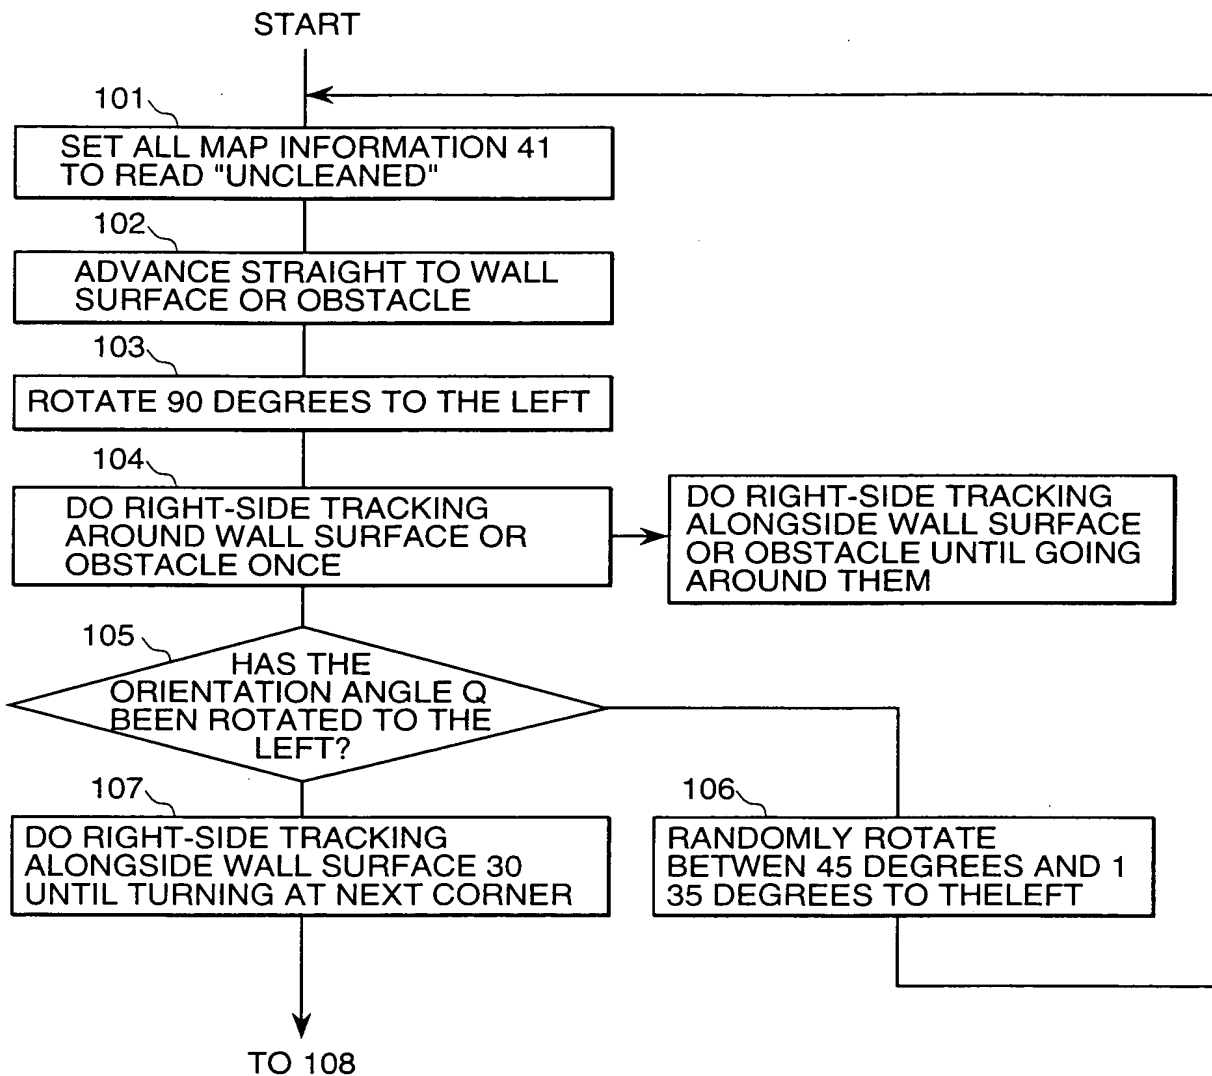 START
101
SET ALL MAP INFORMATION 41
TO READ "UNCLEANED"
102
ADVANCE STRAIGHT TO WALL
SURFACE OR OBSTACLE
103
ROTATE 90 DEGREES TO THE LEFT
104
DO RIGHT-SIDE TRACKING
AROUND WALL SURFACE OR
OBSTACLE ONCE
DO RIGHT-SIDE TRACKING
ALONGSIDE WALL SURFACE
OR OBSTACLE UNTIL GOING
AROUND THEM
105
HAS THE
ORIENTATION ANGLE Q
BEEN ROTATED TO THE
LEFT?
107
DO RIGHT-SIDE TRACKING
ALONGSIDE WALL SURFACE 30
UNTIL TURNING AT NEXT CORNER
106
RANDOMLY ROTATE
BETWEN 45 DEGREES AND 1
35 DEGREES TO THELEFT
TO 108